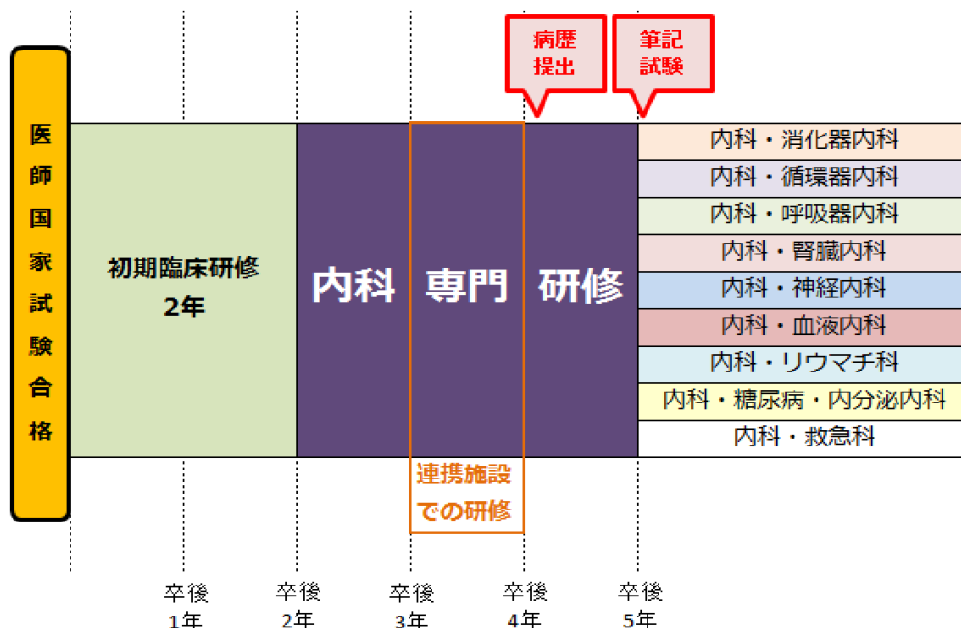 病歴
提出
筆記
試験
医師国家試験合格
初期臨床研修
2年
内科 専門 研修
連携施設
での研修
内科・消化器内科
内科・循環器内科
内科・呼吸器内科
内科・腎臓内科
内科・神経内科
内科・血液内科
内科・リウマチ科
内科・糖尿病・内分泌内科
内科・救急科
卒後
1年
卒後
2年
卒後
3年
卒後
4年
卒後
5年